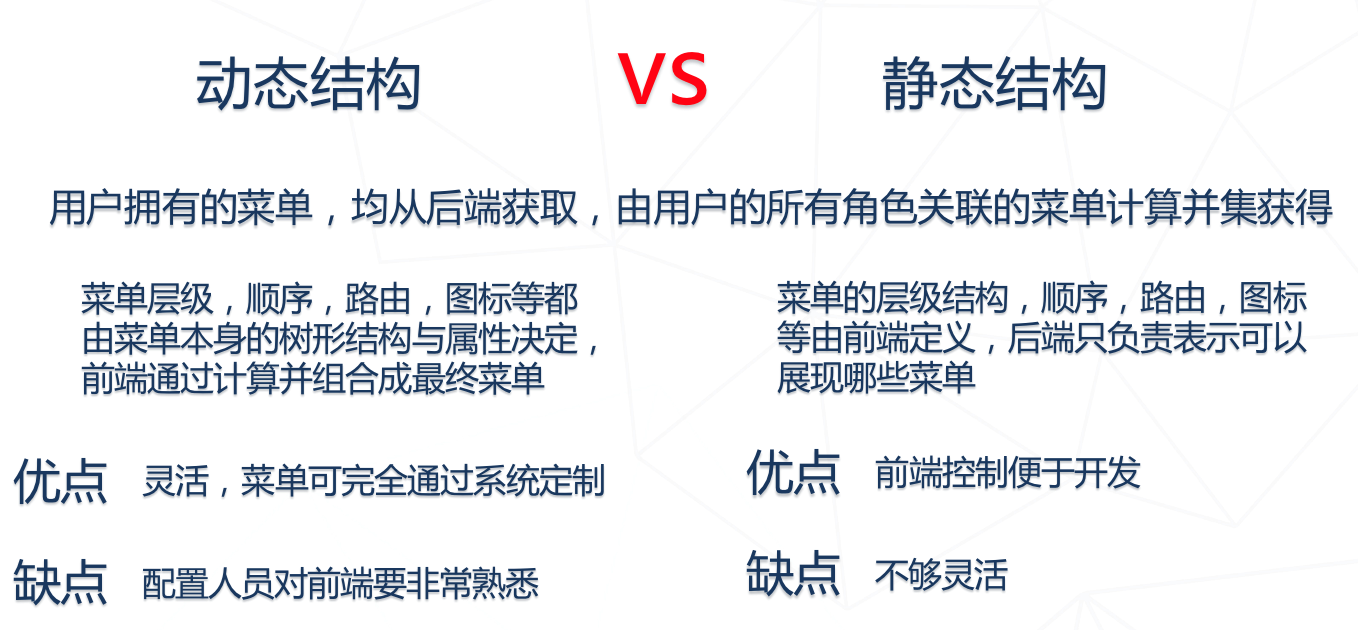 动态结构 VS 静态结构
用户拥有的菜单，均从后端获取，由用户的所有角色关联的菜单计算并集获得
菜单层级，顺序，路由，图标等都
由菜单本身的树形结构与属性决定，
前端通过计算并组合成最终菜单
优点 灵活，菜单可完全通过系统定制
缺点 配置人员对前端要非常熟悉
菜单的层级结构，顺序，路由，图标
等由前端定义，后端只负责表示可以
展现哪些菜单
优点 前端控制便于开发
缺点 不够灵活